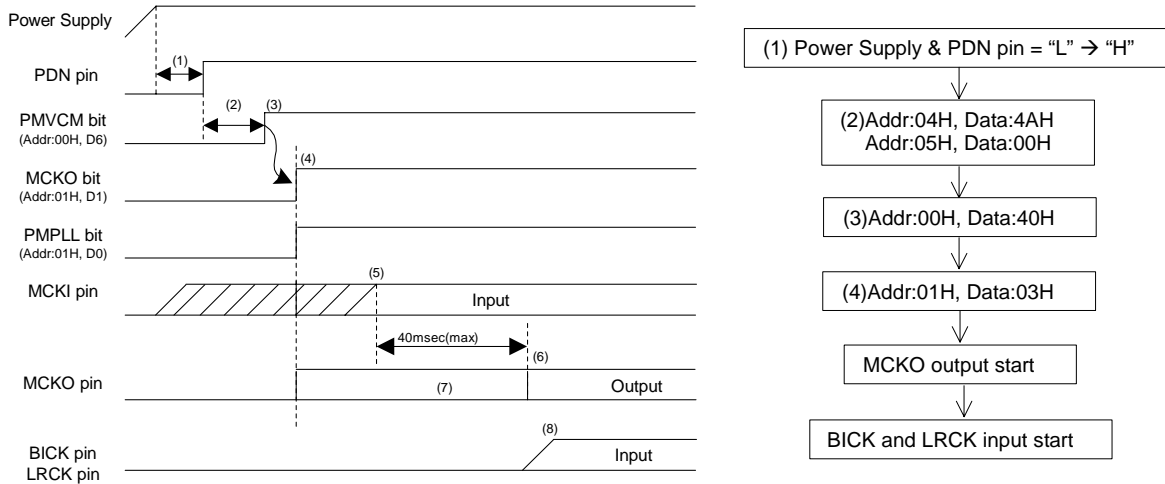 Power Supply
(1)
PDN pin
(2)
(3)
PMVCM bit
(Addr:00H, D6)
(4)
MCKO bit
(Addr:01H, D1)
PMPLL bit
(Addr:01H, D0)
(5)
MCKI pin
Input
40msec(max)
(6)
MCKO pin
(7)
Output
(8)
BICK pin
LRCK pin
Input
(1) Power Supply & PDN pin = “L” → “H”
(2)Addr:04H, Data:4AH
Addr:05H, Data:00H
(3)Addr:00H, Data:40H
(4)Addr:01H, Data:03H
MCKO output start
BICK and LRCK input start